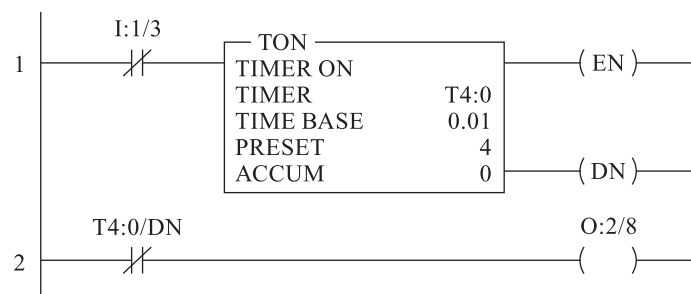 I:1/3
TON
1
TIMER ON
EN
TIMER T4:0
TIME BASE 0.01
PRESET 4
ACCUM 0
DN
T4:0/DN
O:2/8
2